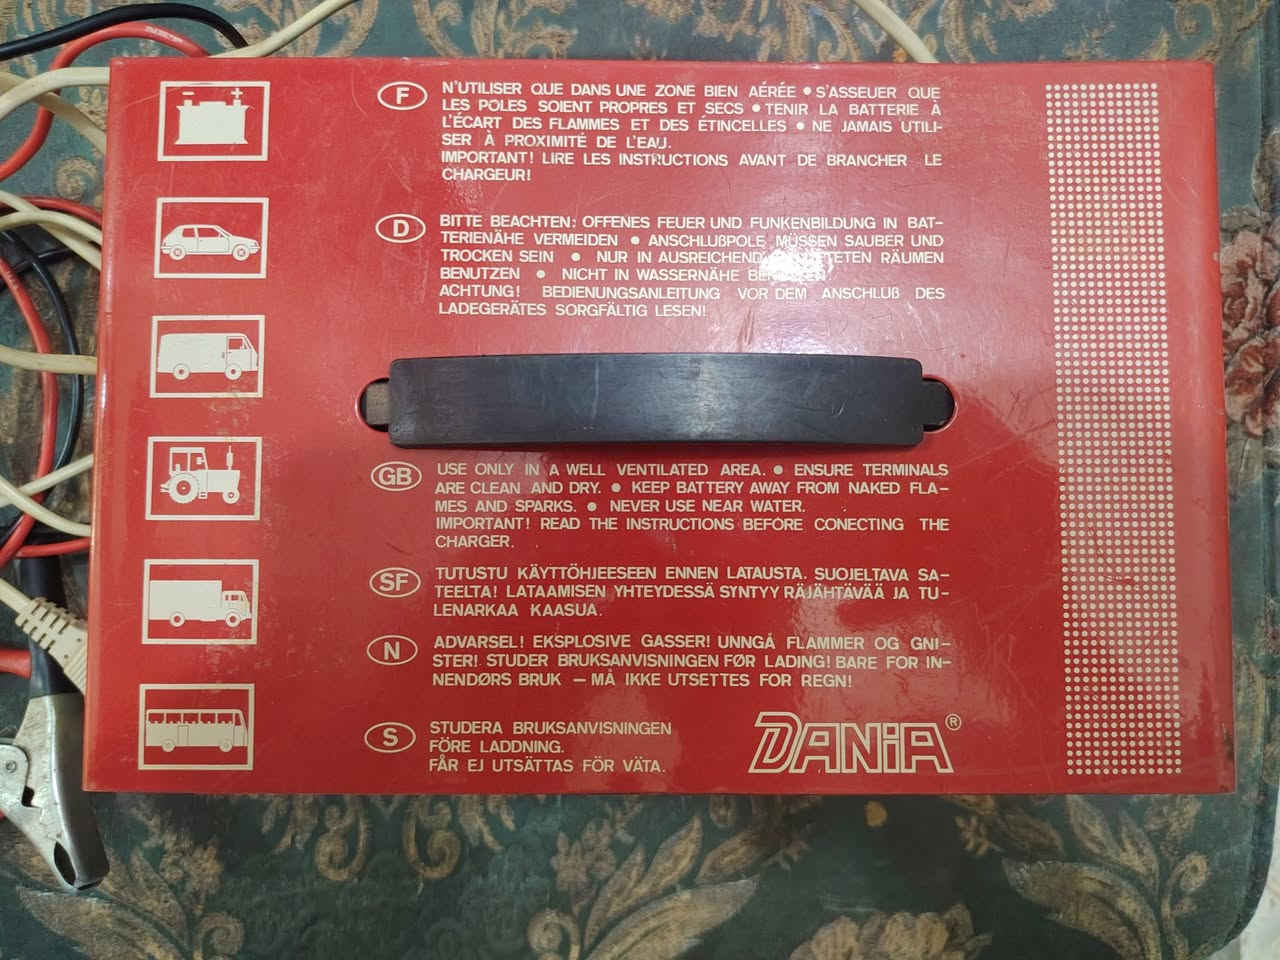 F
N'UTILISER QUE DANS UNE ZONE BIEN AÉRÉE ● S'ASSEUER QUE
LES POLES SOIENT PROPRES ET SECS ● TENIR LA BATTERIE À
L'ÉCART DES FLAMMES ET DES ÉTINCELLES ● NE JAMAIS UTILI-
SER À PROXIMITÉ DE L'EAU.
IMPORTANT! LIRE LES INSTRUCTIONS AVANT DE BRANCHER LE
CHARGEUR!
D
BITTE BEACHTEN: OFFENES FEUER UND FUNKENBILDUNG IN BAT-
TERIENÄHE VERMEIDEN ● ANSCHLUßPOLE MÜSSEN SAUBER UND
TROCKEN SEIN ● NUR IN AUSREICHEND RÄUMEN
BENUTZEN ● NICHT IN WASSERNÄHE
ACHTUNG! BEDIENUNGSANLEITUNG VOR DEM ANSCHLUß DES
LADEGERÄTES SORGFÄLTIG LESEN!
GB
USE ONLY IN A WELL VENTILATED AREA. ● ENSURE TERMINALS
ARE CLEAN AND DRY. ● KEEP BATTERY AWAY FROM NAKED FLA-
MES AND SPARKS. ● NEVER USE NEAR WATER.
IMPORTANT! READ THE INSTRUCTIONS BEFORE CONECTING THE
CHARGER.
SF
TUTUSTU KÄYTTÖHJEESEEN ENNEN LATAUSTA. SUOJELTAVA SA-
TEELTA! LATAAMISEN YHTEYDESSÄ SYNTYY RÄJÄHTÄVÄÄ JA TU-
LENARKAA KAASUA.
N
ADVARSEL! EKSPLOSIVE GASSER! UNNGÅ FLAMMER OG GNI-
STER! STUDER BRUKSANVISNINGEN FØR LADING! BARE FOR IN-
NENDØRS BRUK – MÅ IKKE UTSETTES FOR REGN!
S
STUDERA BRUKSANVISNINGEN
FÖRE LADDNING.
FÅR EJ UTSÄTTAS FÖR VÄTA.
DANIA®